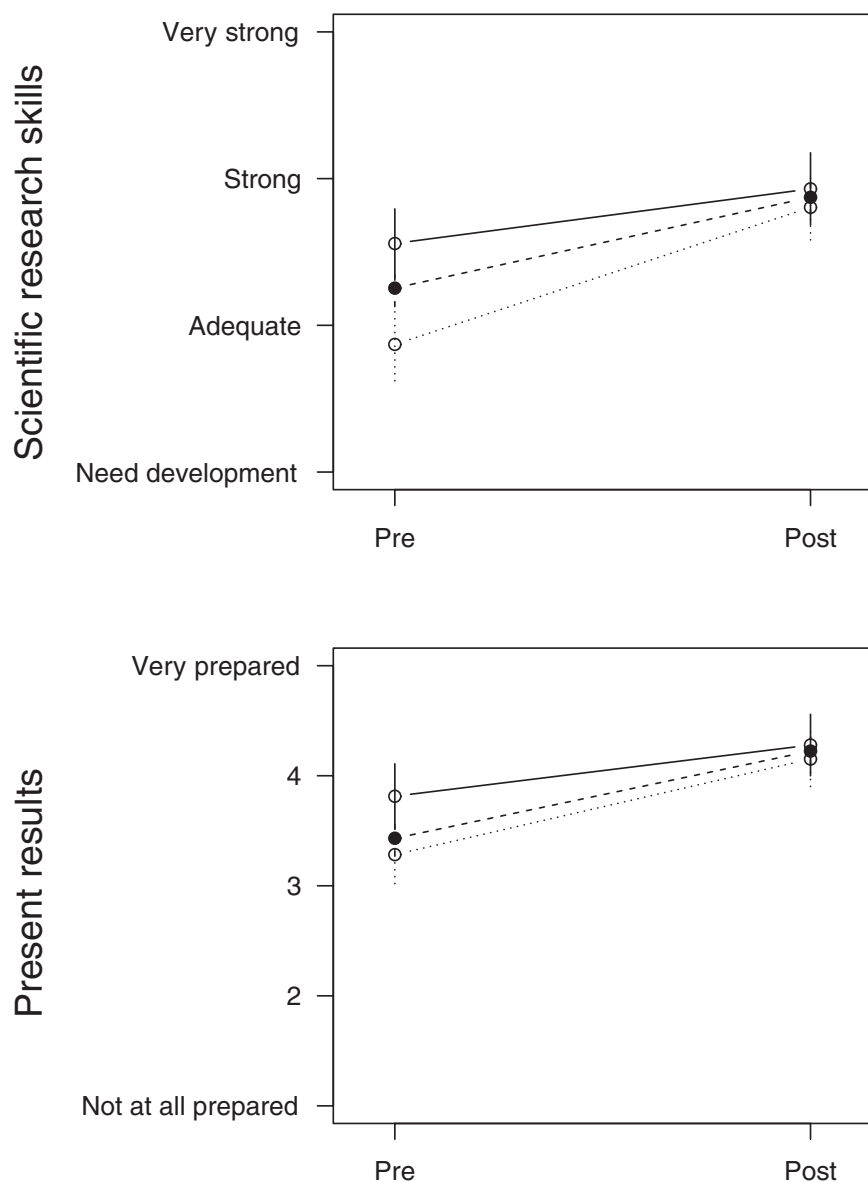 Scientific research skills
Very strong
Strong
Adequate
Need development
Pre
Post
Present results
Very prepared
4
3
2
Not at all prepared
Pre
Post